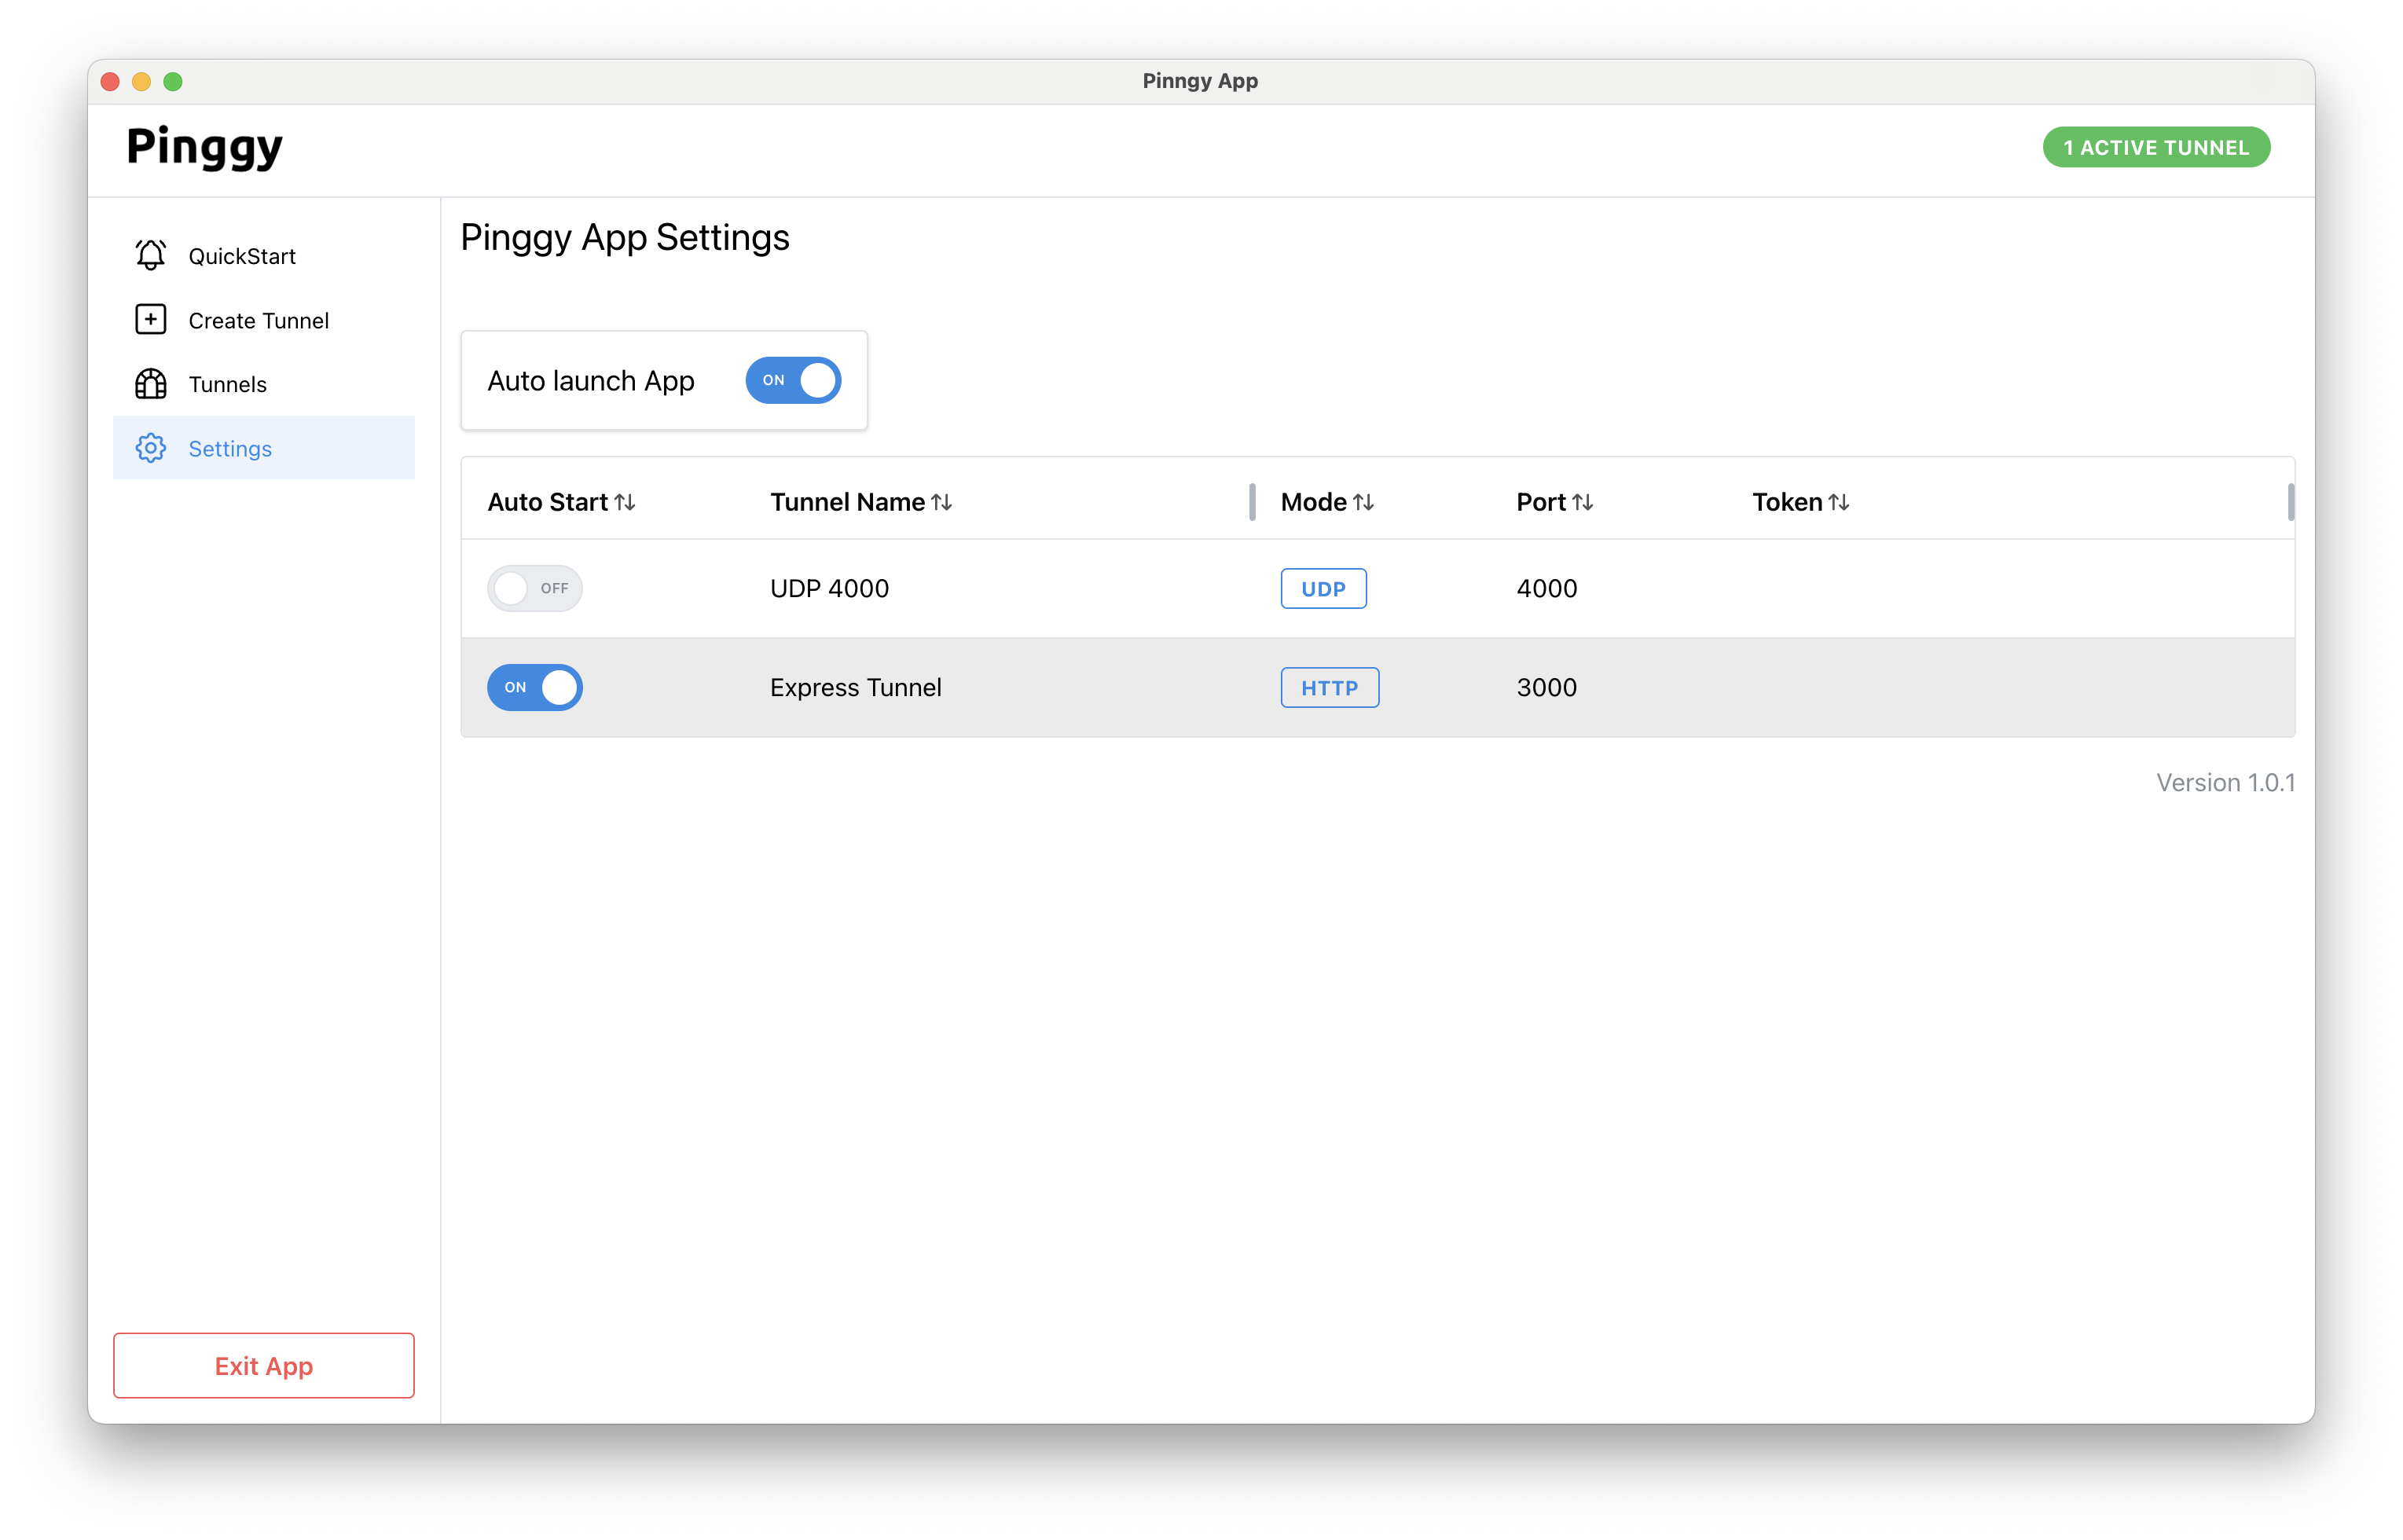 Pinngy App
Pinggy
1 ACTIVE TUNNEL
QuickStart
Create Tunnel
Tunnels
Settings
Exit App
Pinggy App Settings
Auto launch App ON
Auto Start Tunnel Name Mode Port Token
OFF UDP 4000 UDP 4000
ON Express Tunnel HTTP 3000
Version 1.0.1